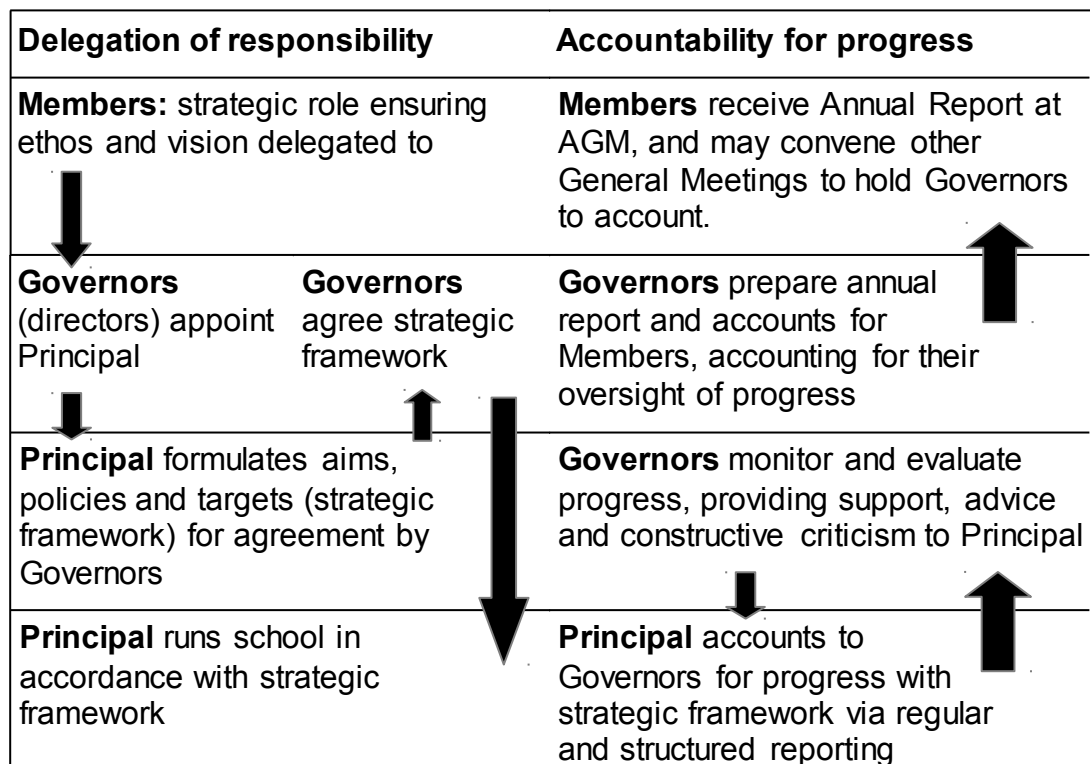 Delegation of responsibility
Accountability for progress
Members: strategic role ensuring
ethos and vision delegated to
Members receive Annual Report at
AGM, and may convene other
General Meetings to hold Governors
to account.
Governors
(directors) appoint
Principal
Governors
agree strategic
framework
Governors prepare annual
report and accounts for
Members, accounting for their
oversight of progress
Principal formulates aims,
policies and targets (strategic
framework) for agreement by
Governors
Governors monitor and evaluate
progress, providing support, advice
and constructive criticism to Principal
Principal runs school in
accordance with strategic
framework
Principal accounts to
Governors for progress with
strategic framework via regular
and structured reporting